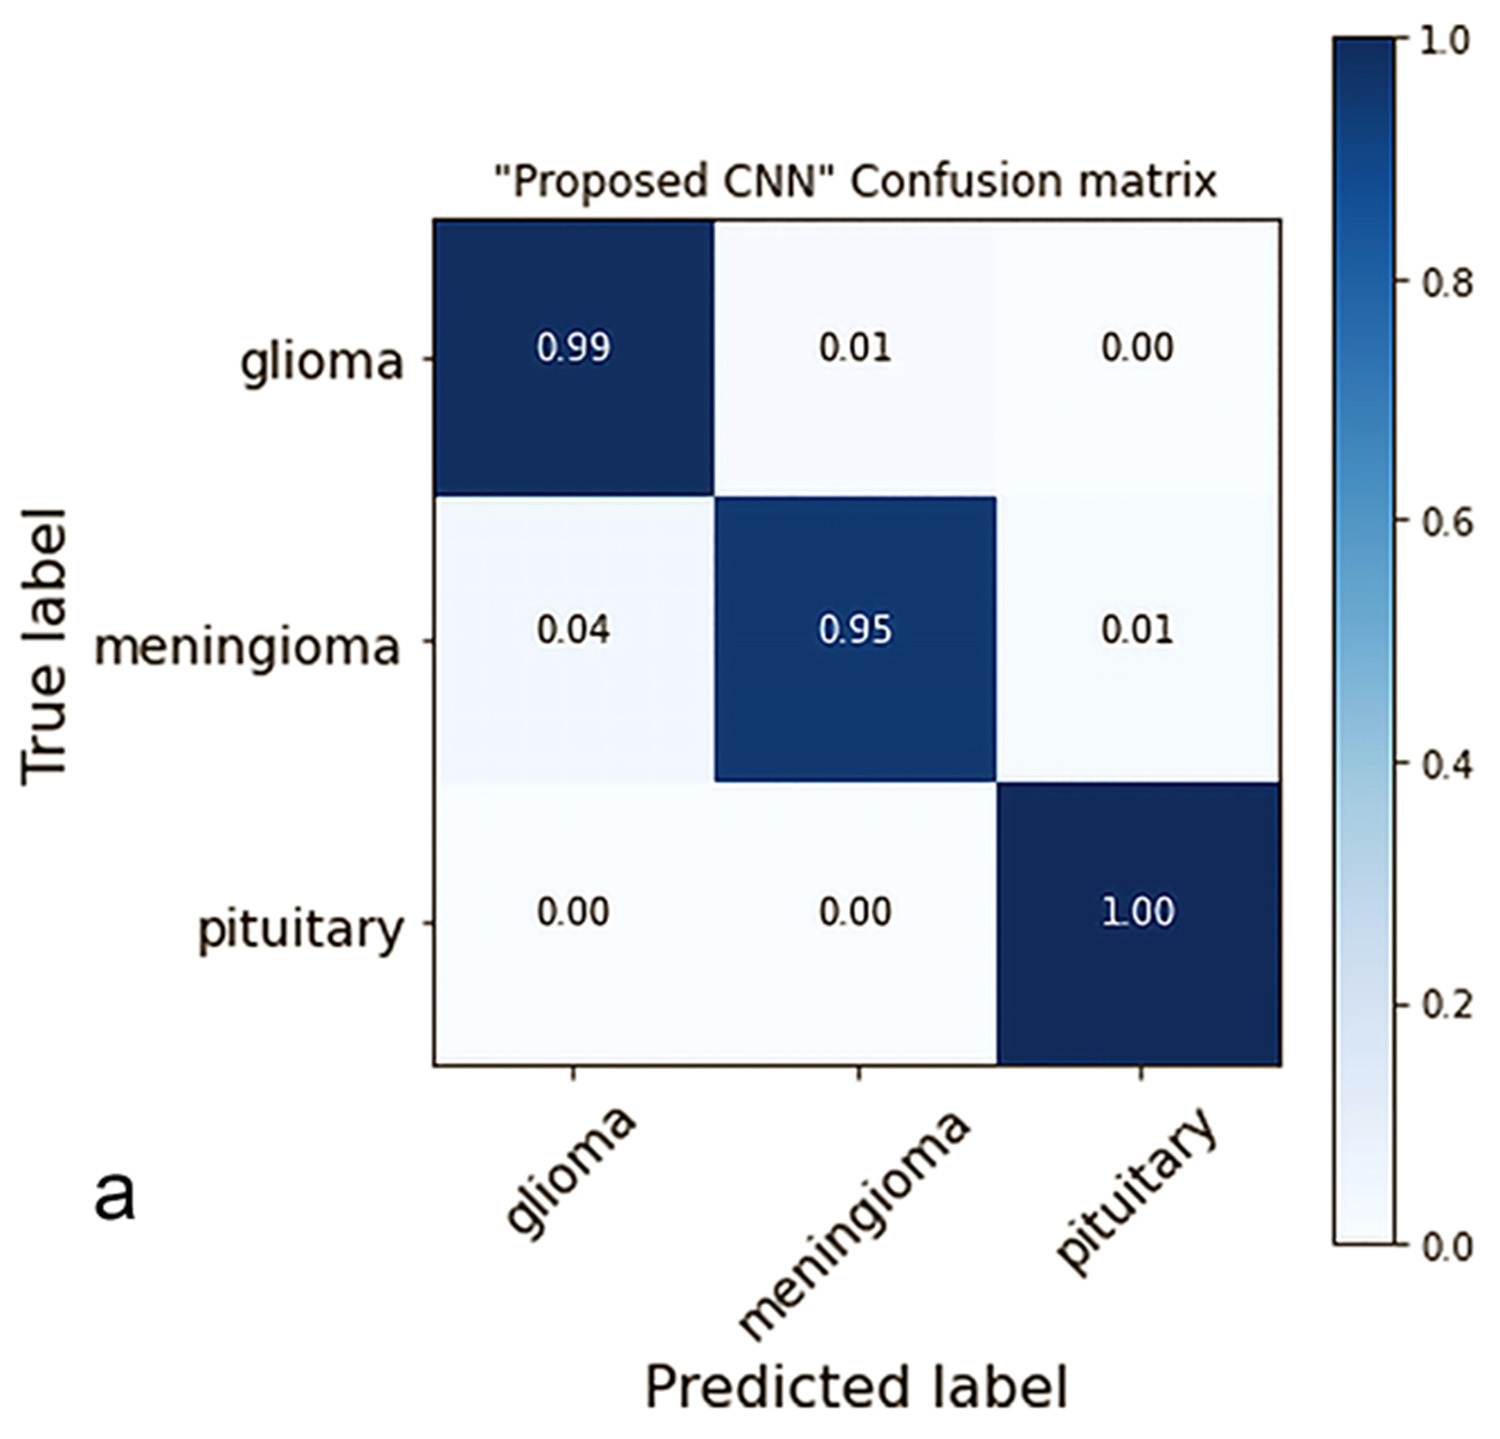 "Proposed CNN" Confusion matrix
1.0
0.8
0.6
0.4
0.2
0.0
True label
glioma
0.99 0.01 0.00
meningioma
0.04 0.95 0.01
pituitary
0.00 0.00 1.00
glioma
meningioma
pituitary
Predicted label
a